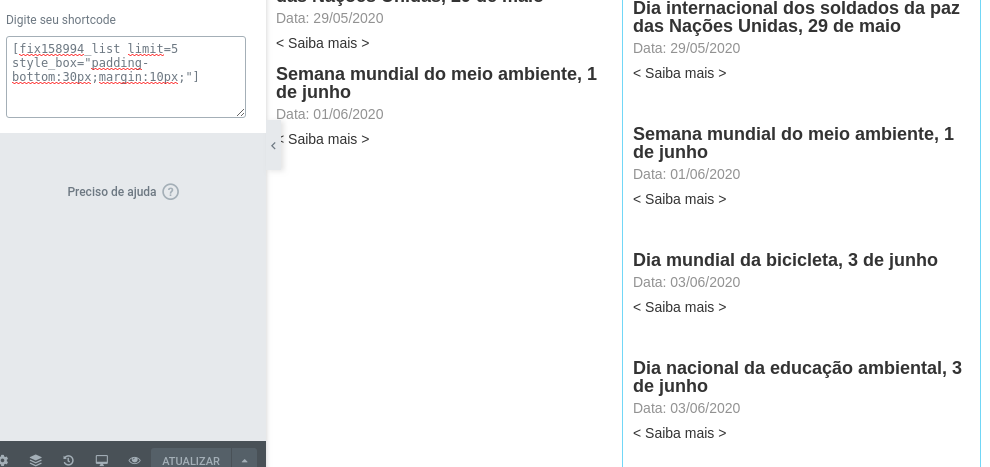 Digite seu shortcode
[fix158994_list limit=5
style_box="padding-
bottom:30px;margin:10px;"]
Preciso de ajuda ?
ATUALIZAR
Data: 29/05/2020
< Saiba mais >
Semana mundial do meio ambiente, 1
de junho
Data: 01/06/2020
< Saiba mais >
Dia internacional dos soldados da paz
das Nações Unidas, 29 de maio
Data: 29/05/2020
< Saiba mais >
Semana mundial do meio ambiente, 1
de junho
Data: 01/06/2020
< Saiba mais >
Dia mundial da bicicleta, 3 de junho
Data: 03/06/2020
< Saiba mais >
Dia nacional da educação ambiental, 3
de junho
Data: 03/06/2020
< Saiba mais >